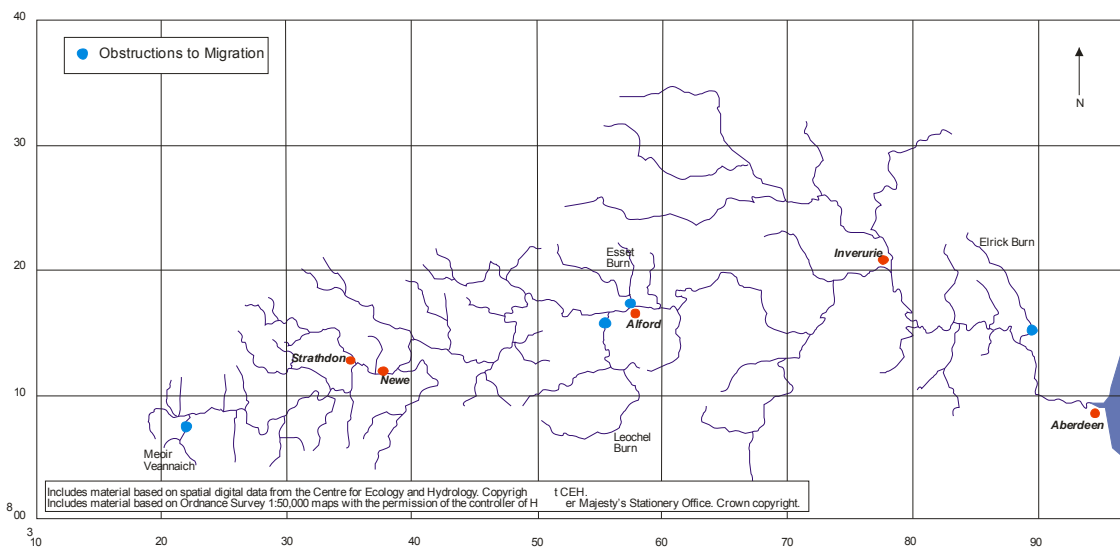 40
Obstructions to Migration
N
30
Elrick Burn
Inverurie
Esset
Burn
20
Alford
Strathdon
Newe
10
Aberdeen
Leochel
Burn
Meoir
Veannaich
Includes material based on spatial digital data from the Centre for Ecology and Hydrology. Copyrigh t CEH.
Includes material based on Ordnance Survey 1:50,000 maps with the permission of the controller of H er Majesty's Stationery Office. Crown copyright.
8 00
3 10 20 30 40 50 60 70 80 90